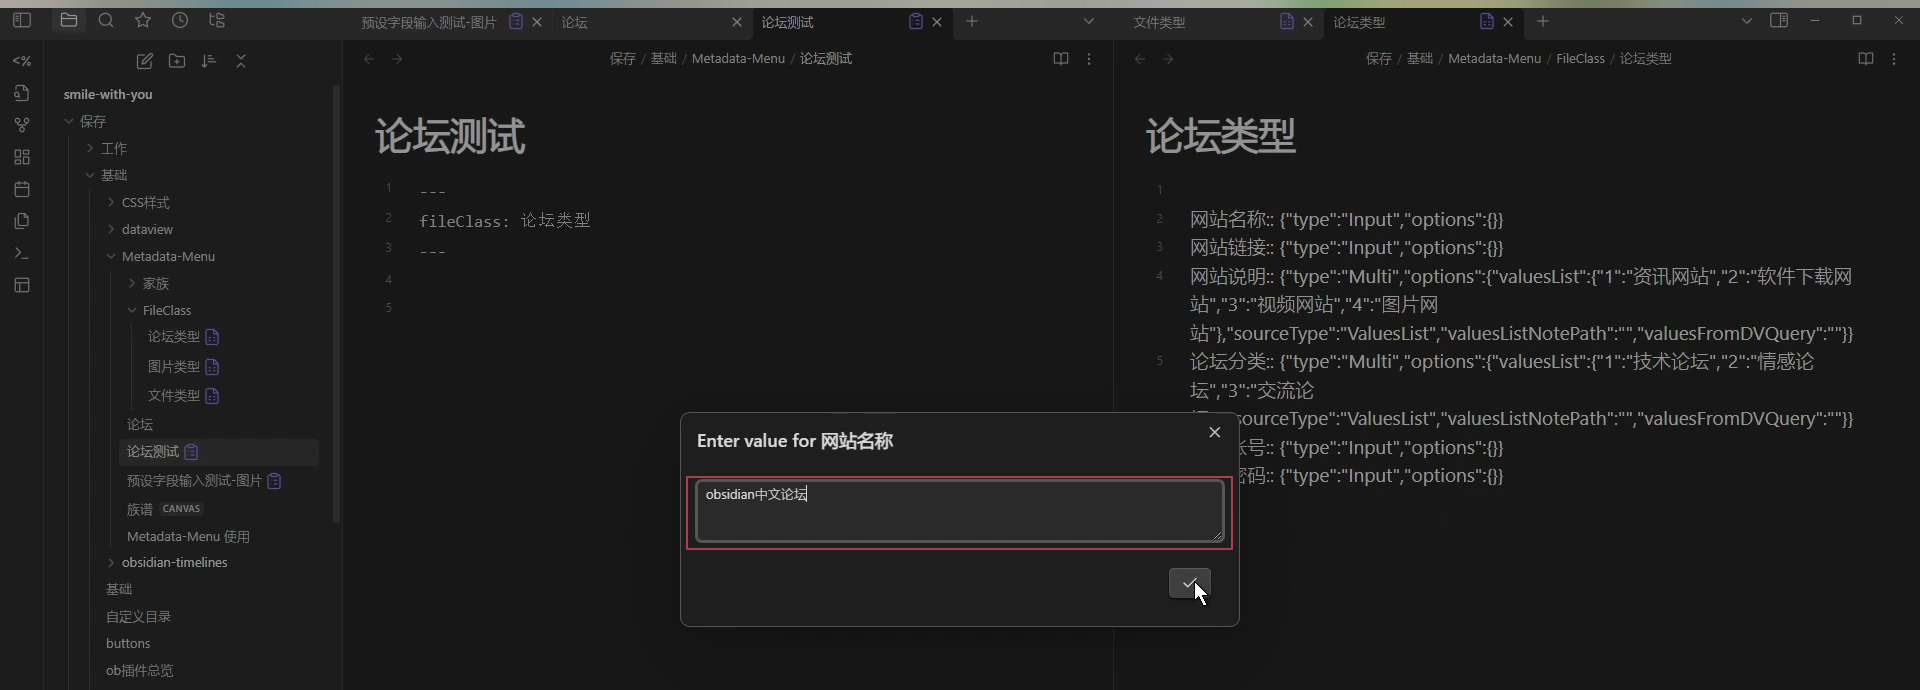 预设字段输入测试-图片
论坛
论坛测试
文件类型
论坛类型
<%
smile-with-you
保存
工作
基础
CSS样式
dataview
Metadata-Menu
家族
FileClass
论坛类型
图片类型
文件类型
论坛
论坛测试
预设字段输入测试-图片
族谱 CANVAS
Metadata-Menu 使用
obsidian-timelines
基础
自定义目录
buttons
ob插件总览
保存 / 基础 / Metadata-Menu / 论坛测试
论坛测试
1 ---
2 fileClass: 论坛类型
3 ---
4
5
保存 / 基础 / Metadata-Menu / FileClass / 论坛类型
论坛类型
1
2 网站名称:: {"type":"Input","options":{}}
3 网站链接:: {"type":"Input","options":{}}
4 网站说明:: {"type":"Multi","options":{"valuesList":{"1":"资讯网站","2":"软件下载网
站","3":"视频网站","4":"图片网
站"},"sourceType":"ValuesList","valuesListNotePath":"","valuesFromDVQuery":""}}
5 论坛分类:: {"type":"Multi","options":{"valuesList":{"1":"技术论坛","2":"情感论
坛","3":"交流论
sourceType":"ValuesList","valuesListNotePath":"","valuesFromDVQuery":""}}
号:: {"type":"Input","options":{}}
码:: {"type":"Input","options":{}}
Enter value for 网站名称
obsidian中文论坛